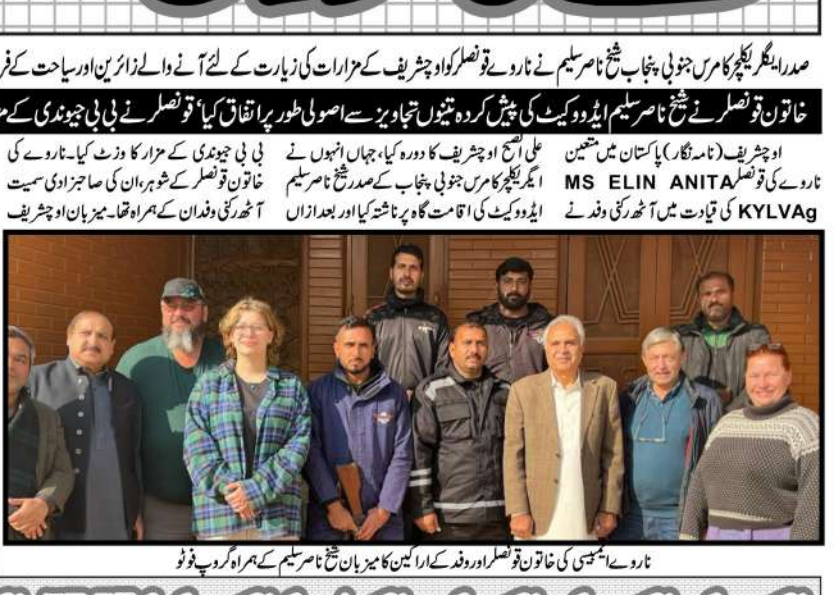 صدر ایگریکلچر کامرس جنوبی پنجاب شیخ ناصر سلیم نے ناروے قونصلر کو اوچشریف کے مزارات کی زیارت کے لئے آنے والے زائرین اور سیاحت کے فر
خاتون قونصلر نے شیخ ناصر سلیم ایڈووکیٹ کی پیش کردہ تینوں تجاویز سے اصولی طور پر اتفاق کیا‘ قونصلر نے بی بی جیوندی کے
اوچشریف (نامہ نگار) پاکستان میں متعین
ناروے کی قونصلر MS ELIN ANITA
KYLVAg کی قیادت میں آٹھ رکنی وفد نے
علی الصبح اوچشریف کا دورہ کیا، جہاں انہوں نے
ایگریکلچر کامرس جنوبی پنجاب کے صدر شیخ ناصر سلیم
ایڈووکیٹ کی اقامت گاہ پر ناشتہ کیا اور بعد ازاں
بی بی جیوندی کے مزار کا وزٹ کیا۔ ناروے کی
خاتون قونصلر کے شوہر، ان کی صاحبزادی سمیت
آٹھ رکنی وفد ان کے ہمراہ تھا۔ میزبان اوچشریف
ناروے ایمبیسی کی خاتون قونصلر اور وفد کے اراکین کا میزبان شیخ ناصر سلیم کے ہمراہ گروپ فوٹو